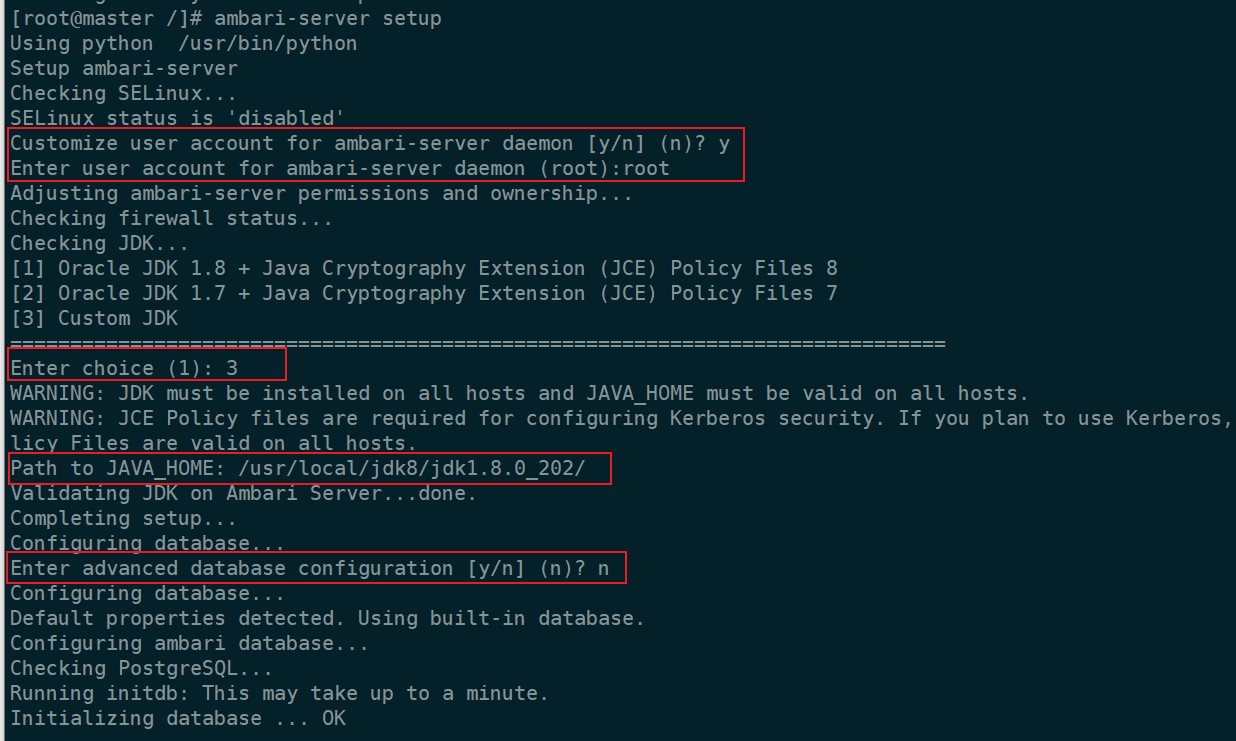 [root@master /]# ambari-server setup
Using python  /usr/bin/python
Setup ambari-server
Checking SELinux...
SELinux status is 'disabled'
Customize user account for ambari-server daemon [y/n] (n)? y
Enter user account for ambari-server daemon (root):root
Adjusting ambari-server permissions and ownership...
Checking firewall status...
Checking JDK...
[1] Oracle JDK 1.8 + Java Cryptography Extension (JCE) Policy Files 8
[2] Oracle JDK 1.7 + Java Cryptography Extension (JCE) Policy Files 7
[3] Custom JDK
==============================================================================
Enter choice (1): 3
WARNING: JDK must be installed on all hosts and JAVA_HOME must be valid on all hosts.
WARNING: JCE Policy files are required for configuring Kerberos security. If you plan to use Kerberos,
licy Files are valid on all hosts.
Path to JAVA_HOME: /usr/local/jdk8/jdk1.8.0_202/
Validating JDK on Ambari Server...done.
Completing setup...
Configuring database...
Enter advanced database configuration [y/n] (n)? n
Configuring database...
Default properties detected. Using built-in database.
Configuring ambari database...
Checking PostgreSQL...
Running initdb: This may take up to a minute.
Initializing database ... OK